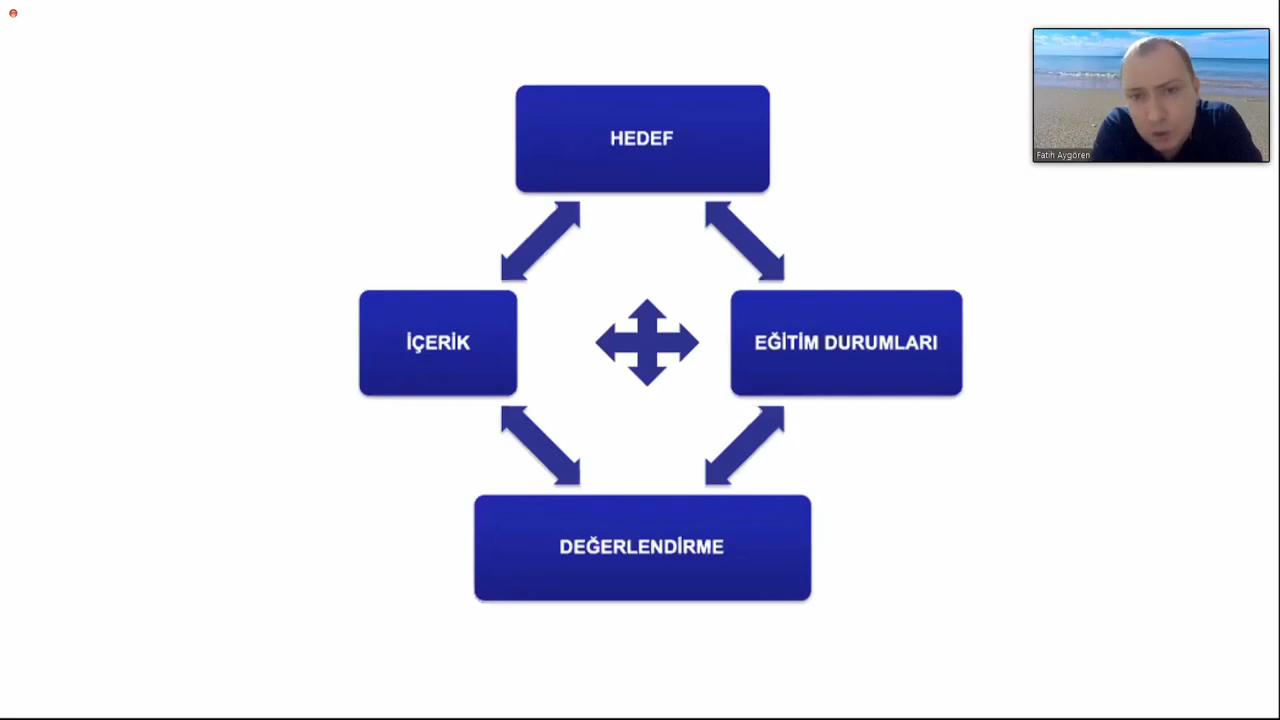 HEDEF
Fatih Aygören
İÇERİK
EĞİTİM DURUMLARI
DEĞERLENDİRME